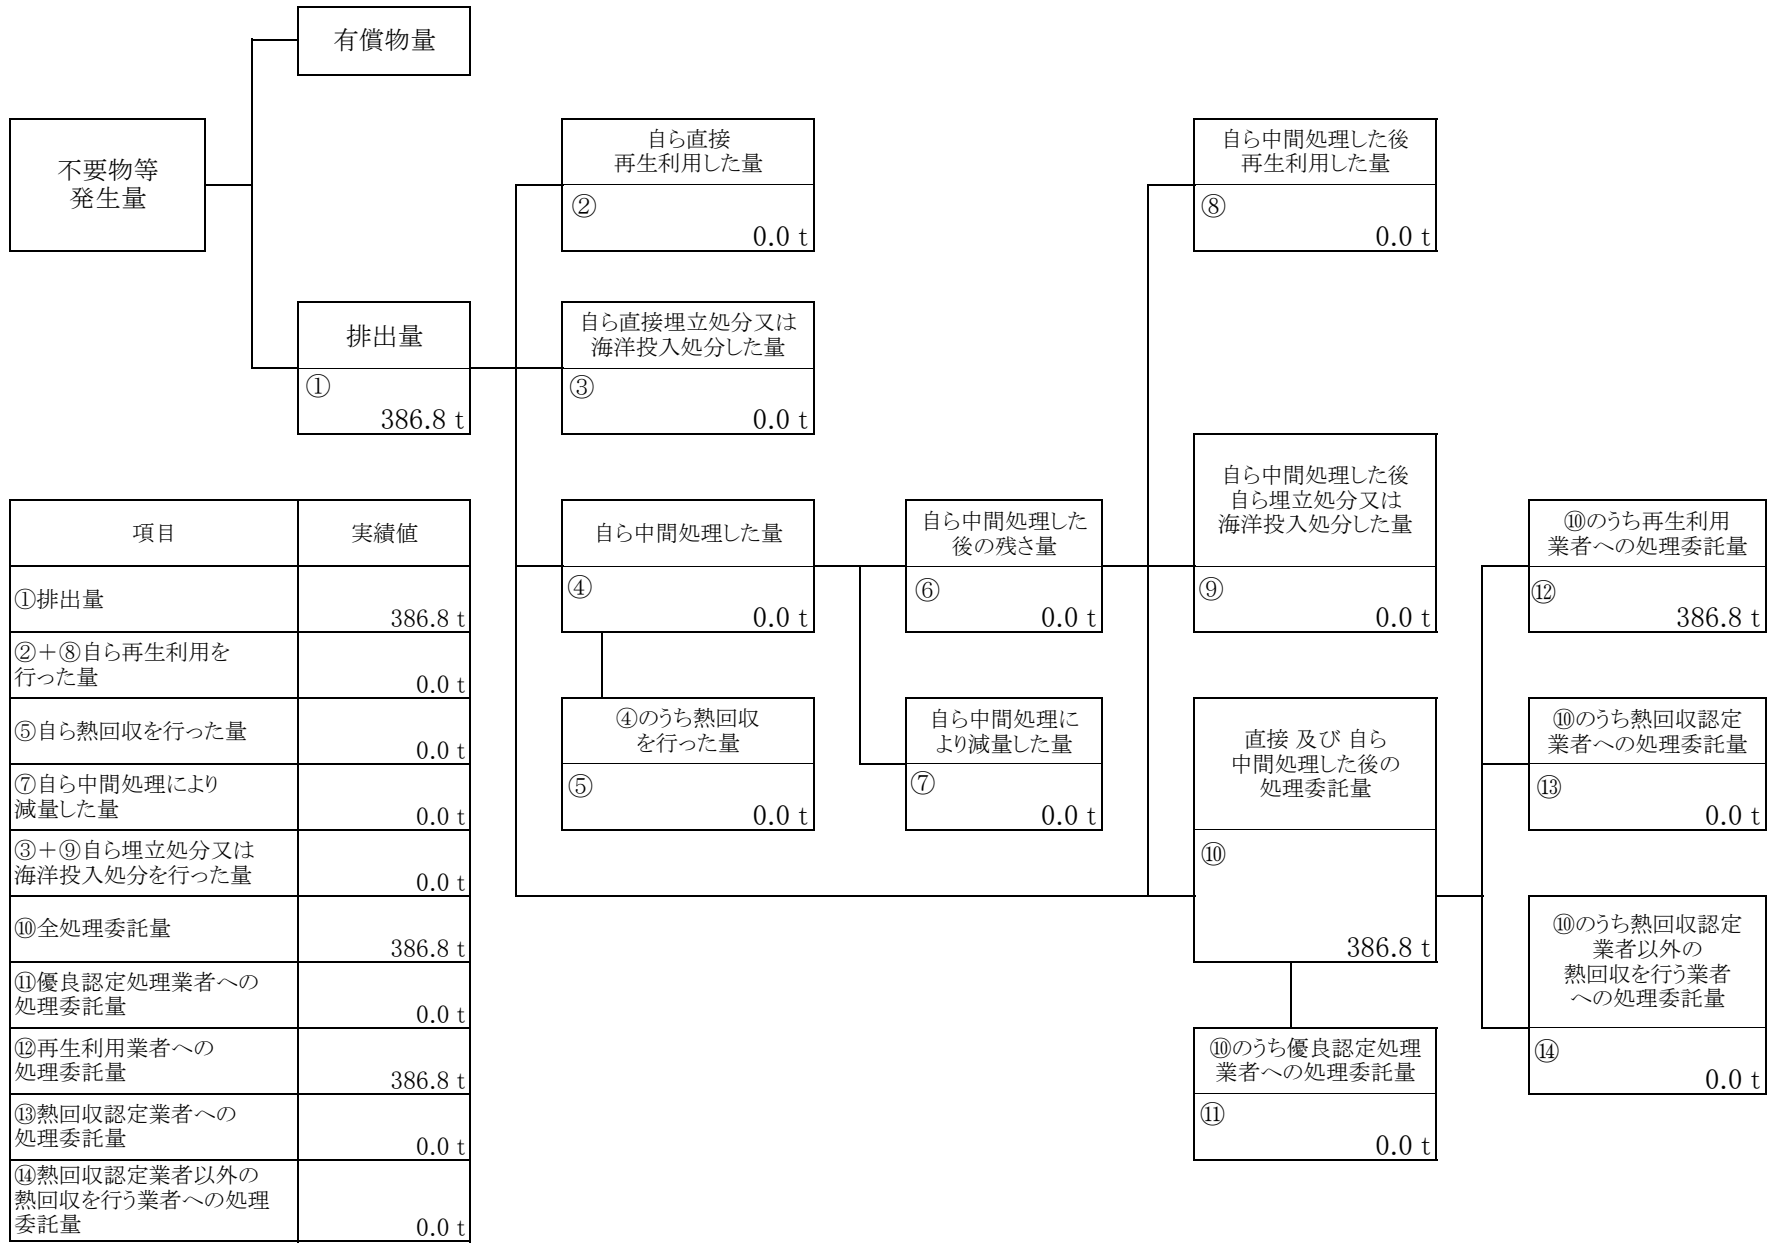 有償物量
不要物等
発生量
排出量
①
386.8 t
自ら直接
再生利用した量
②
0.0 t
自ら直接埋立処分又は
海洋投入処分した量
③
0.0 t
自ら中間処理した量
④
0.0 t
④のうち熱回収
を行った量
⑤
0.0 t
自ら中間処理した
後の残さ量
⑥
0.0 t
自ら中間処理に
より減量した量
⑦
0.0 t
自ら中間処理した後
再生利用した量
⑧
0.0 t
自ら中間処理した後
自ら埋立処分又は
海洋投入処分した量
⑨
0.0 t
直接 及び 自ら
中間処理した後の
処理委託量
⑩
386.8 t
⑩のうち優良認定処理
業者への処理委託量
⑪
0.0 t
⑩のうち再生利用
業者への処理委託量
⑫
386.8 t
⑩のうち熱回収認定
業者への処理委託量
⑬
0.0 t
⑩のうち熱回収認定
業者以外の
熱回収を行う業者
への処理委託量
⑭
0.0 t
項目 実績値
①排出量
386.8 t
②＋⑧自ら再生利用を
行った量
0.0 t
⑤自ら熱回収を行った量
0.0 t
⑦自ら中間処理により
減量した量
0.0 t
③＋⑨自ら埋立処分又は
海洋投入処分を行った量
0.0 t
⑩全処理委託量
386.8 t
⑪優良認定処理業者への
処理委託量
0.0 t
⑫再生利用業者への
処理委託量
386.8 t
⑬熱回収認定業者への
処理委託量
0.0 t
⑭熱回収認定業者以外の
熱回収を行う業者への処理
委託量
0.0 t